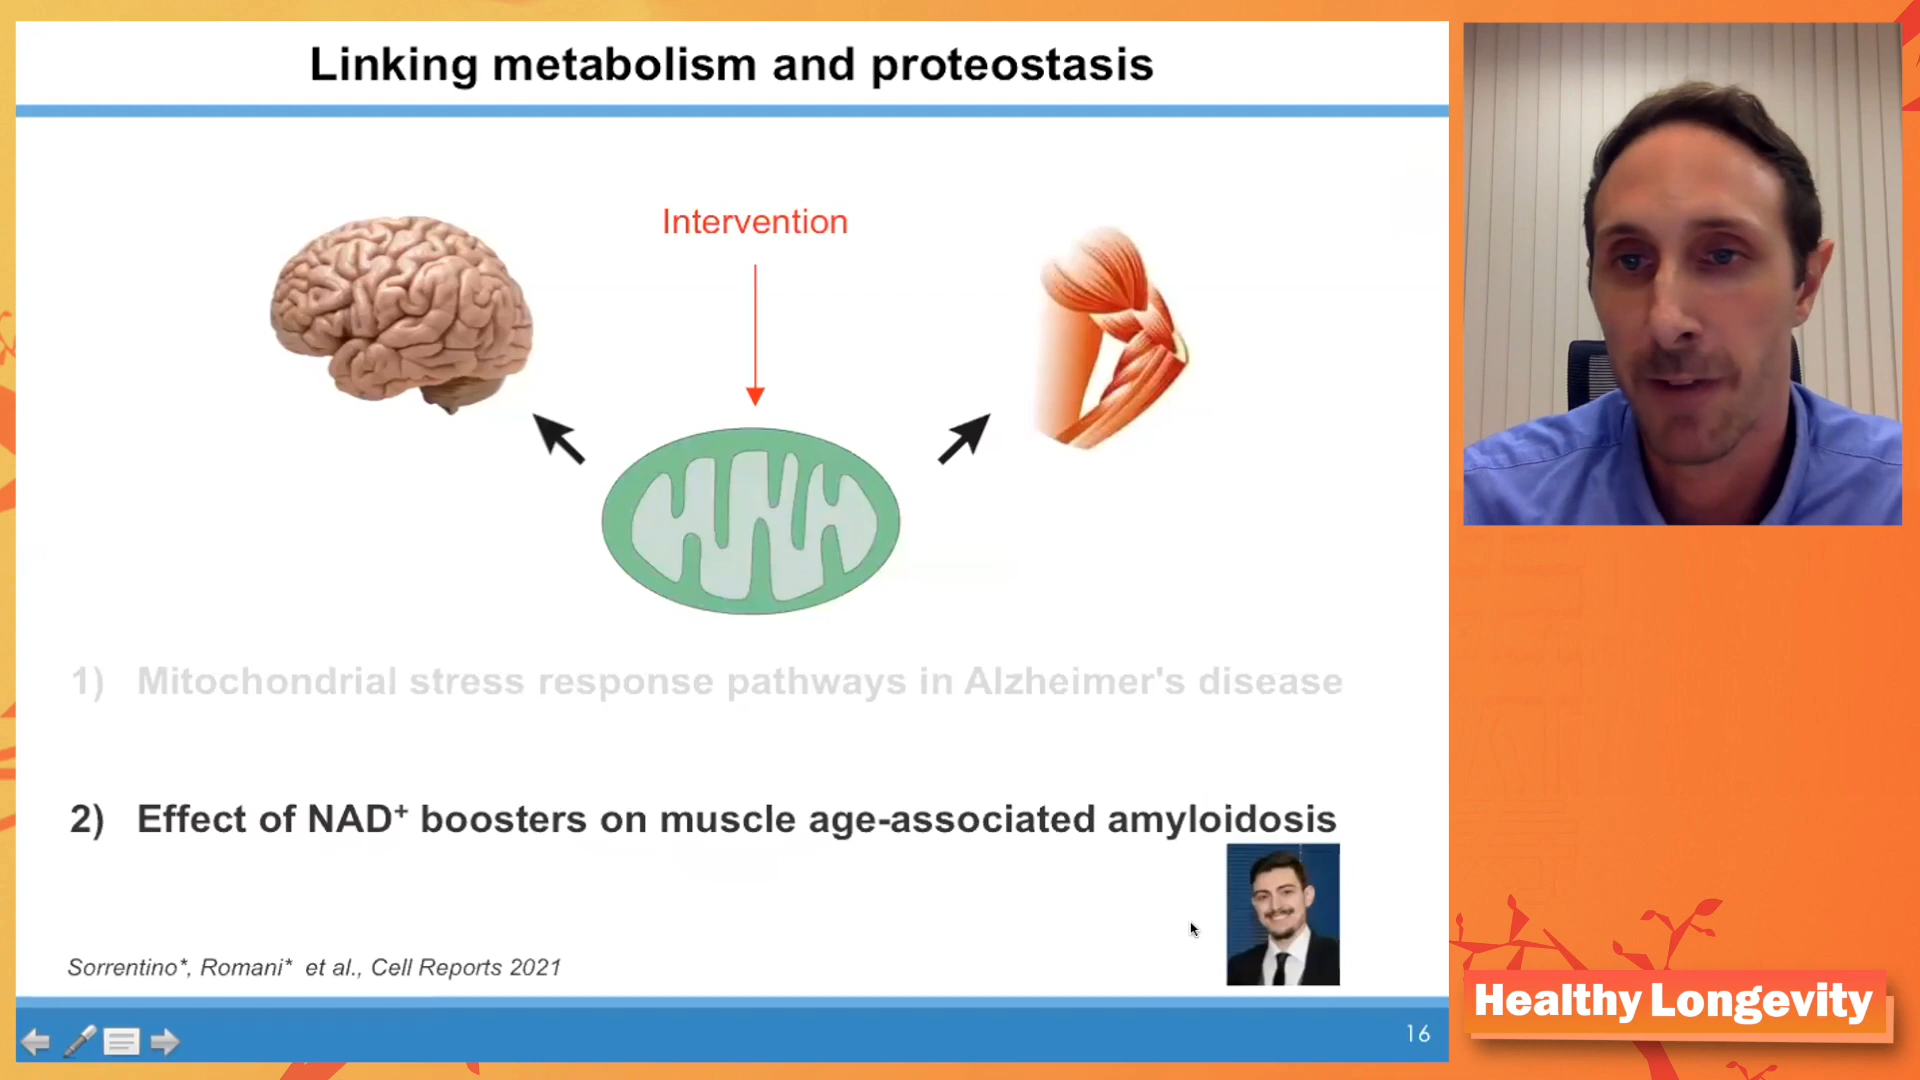 Linking metabolism and proteostasis
Intervention
1) Mitochondrial stress response pathways in Alzheimer's disease
2) Effect of NAD⁺ boosters on muscle age-associated amyloidosis
Sorrentino*, Romani* et al., Cell Reports 2021
16
Healthy Longevity